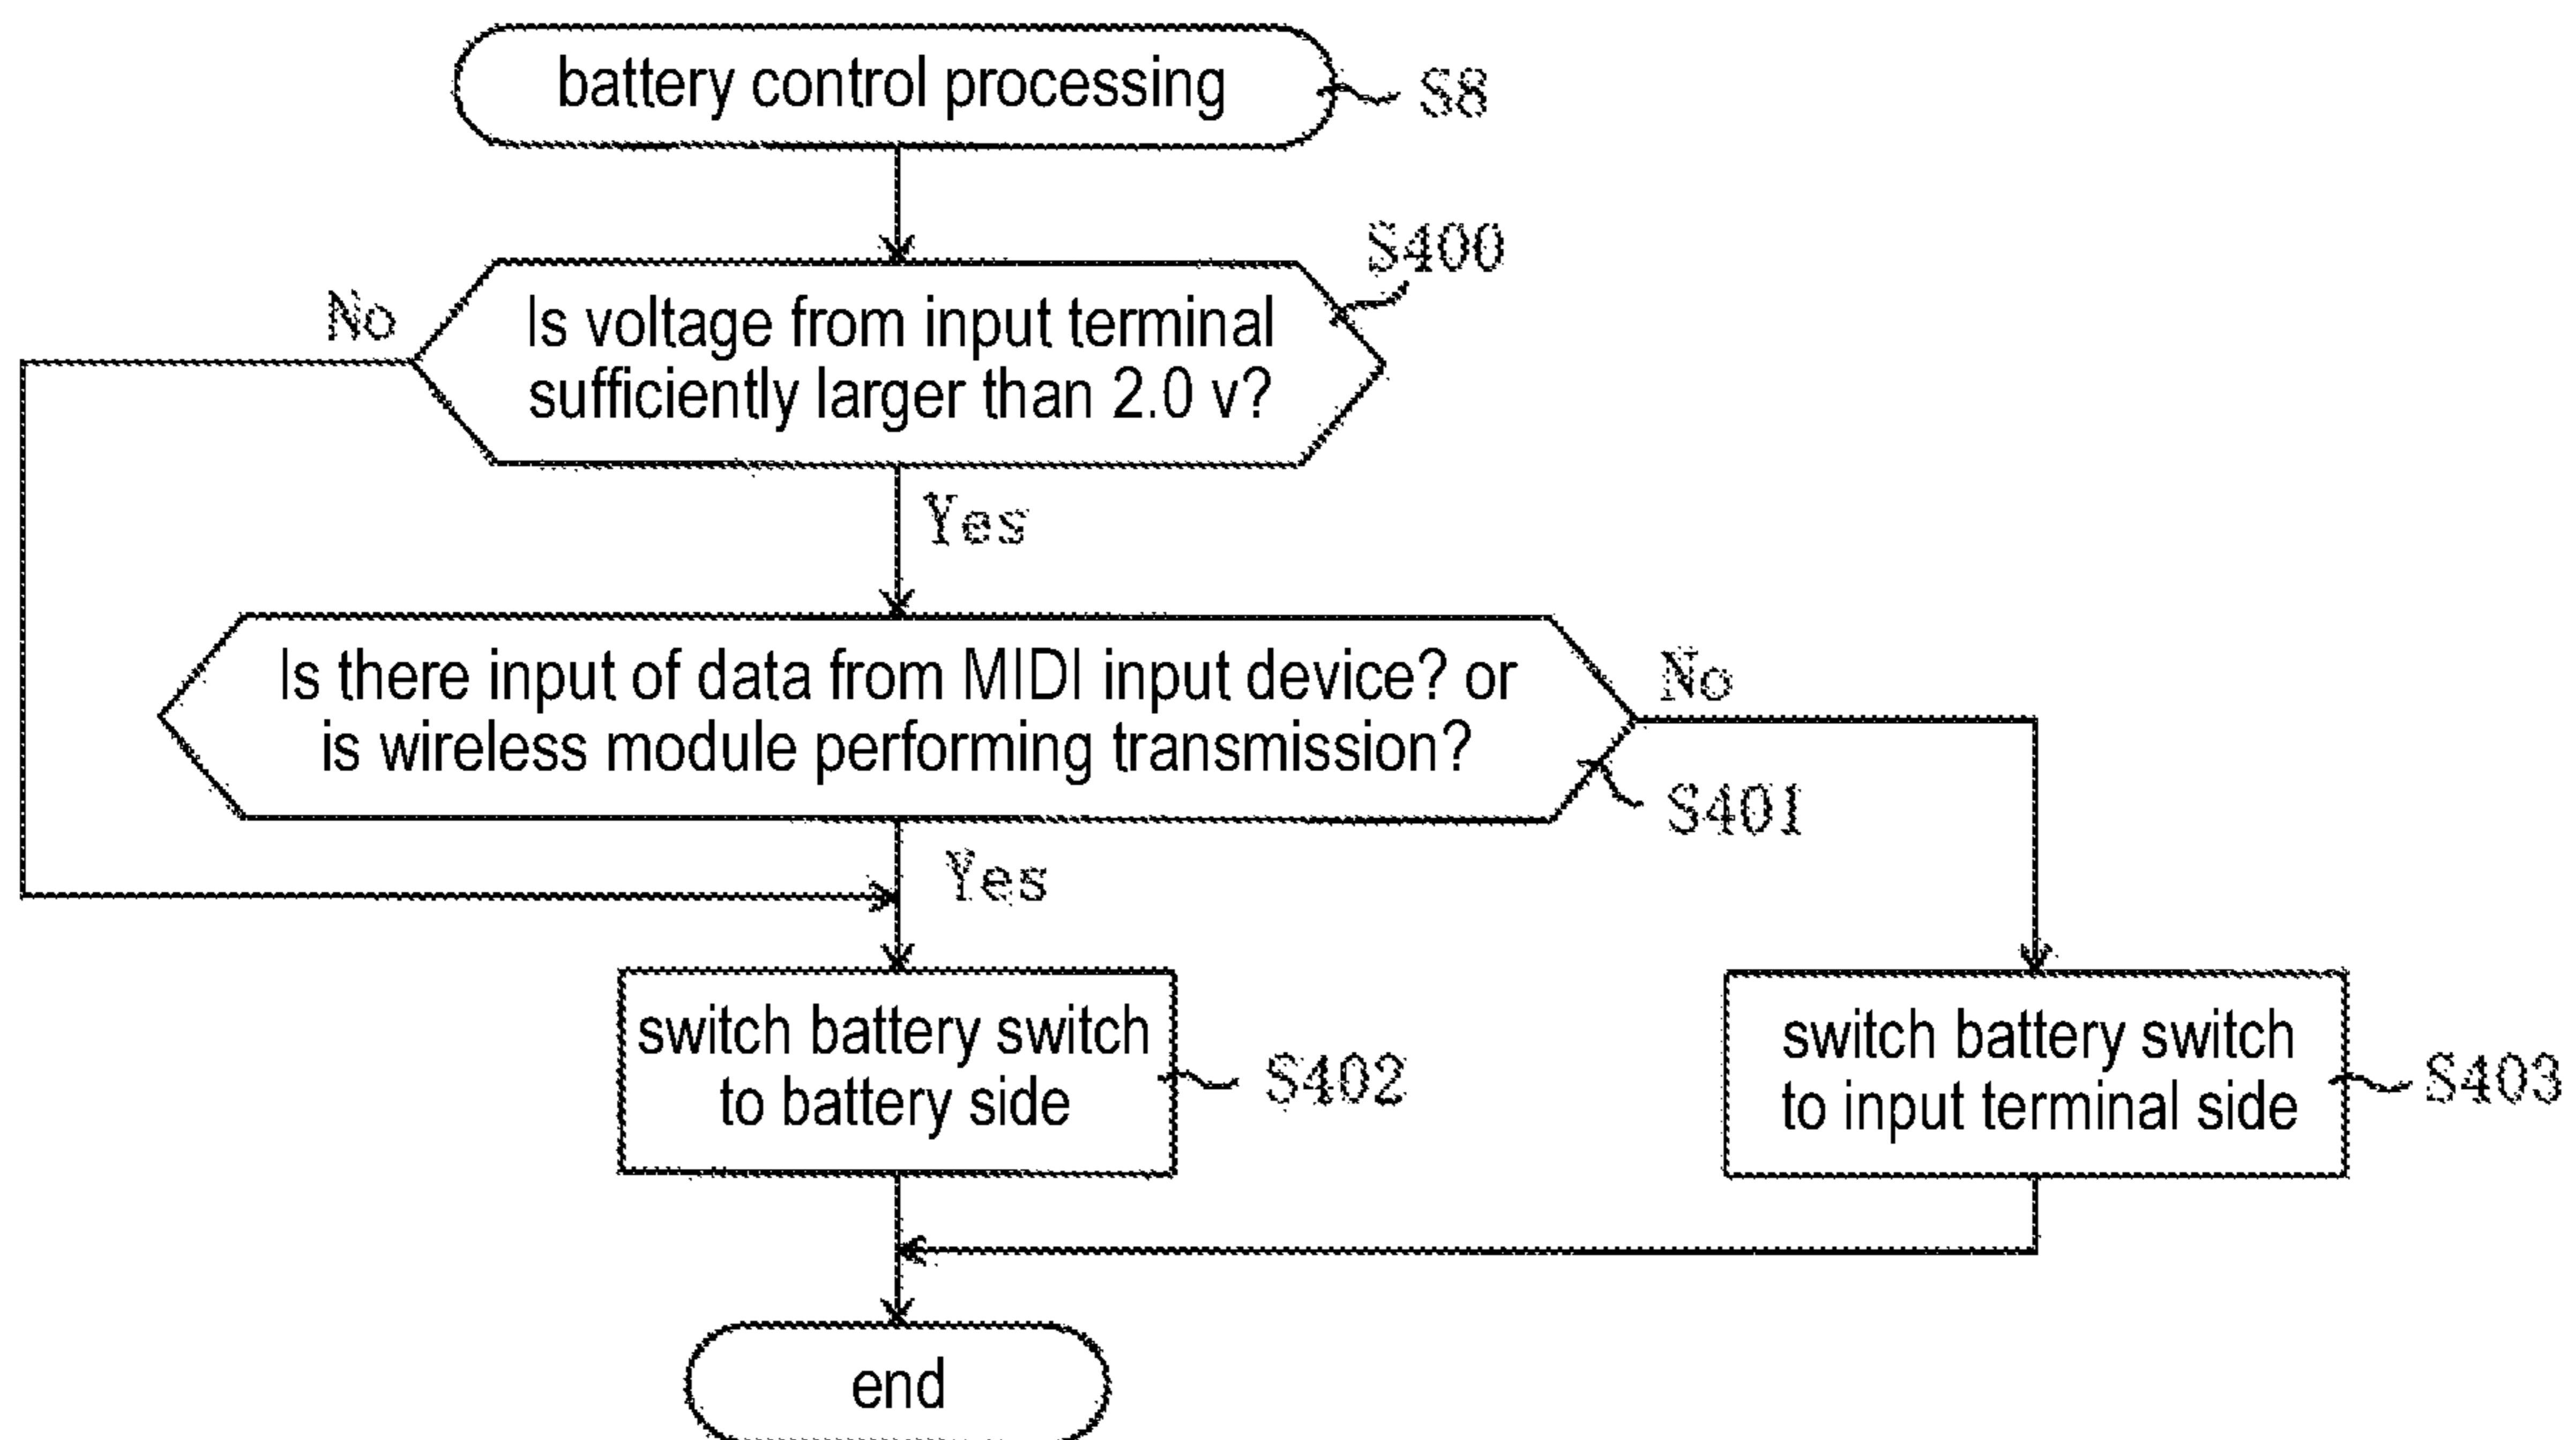 battery control processing
S8
S400
No
Is voltage from input terminal
sufficiently larger than 2.0 v?
Yes
Is there input of data from MIDI input device? or
is wireless module performing transmission?
No
S401
Yes
switch battery switch
to battery side
S402
switch battery switch
to input terminal side
S403
end